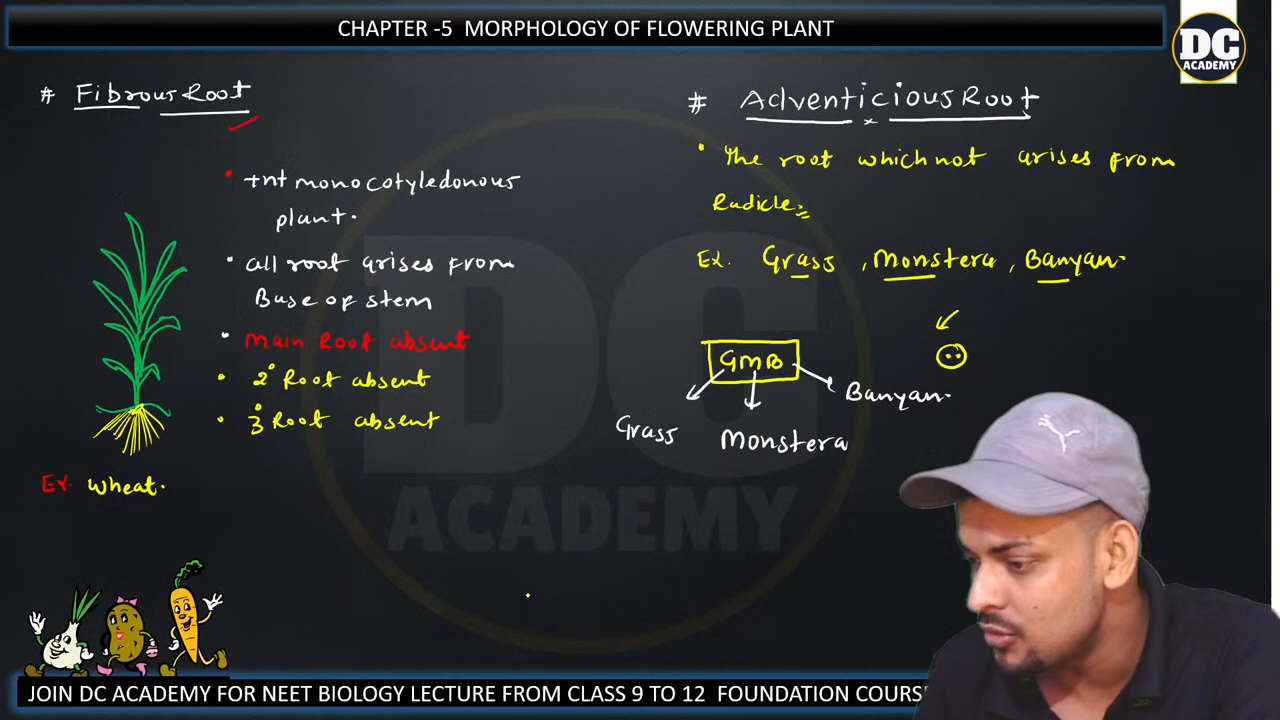 CHAPTER -5 MORPHOLOGY OF FLOWERING PLANT
DC
ACADEMY
# Fibrous Root
• +nt monocotyledonous
plant.
• all root arises from
Base of stem
• main Root absent
• 2° Root absent
• 3° Root absent
Ex. Wheat.
# Adventicious Root
• The root which not arises from
Radicle
Ex. Grass, Monstera, Banyan.
GMB
Grass
Monstera
Banyan.
DC
ACADEMY
JOIN DC ACADEMY FOR NEET BIOLOGY LECTURE FROM CLASS 9 TO 12 FOUNDATION COURS